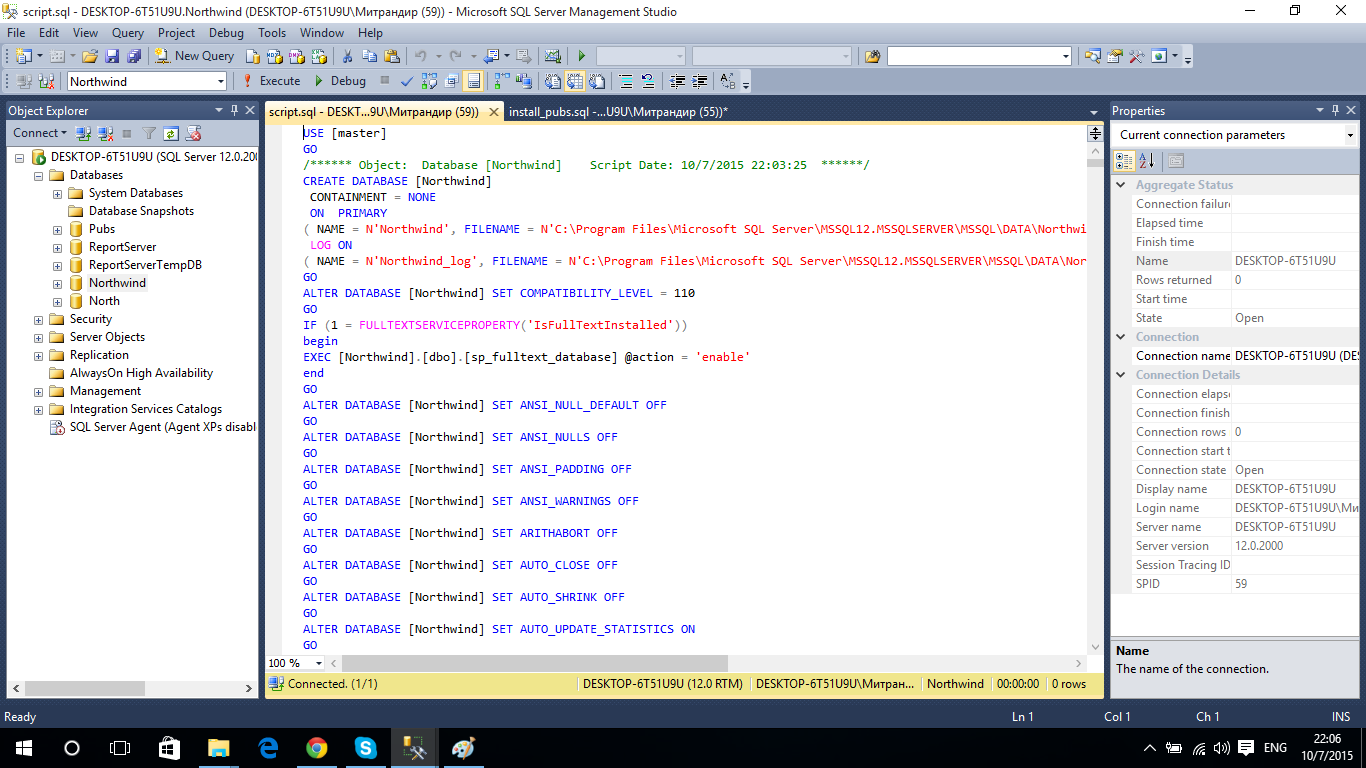 script.sql - DESKTOP-6T51U9U.Northwind (DESKTOP-6T51U9U\Митрандир (59)) - Microsoft SQL Server Management Studio
File Edit View Query Project Debug Tools Window Help
New Query
Northwind Execute Debug
Object Explorer
Connect
DESKTOP-6T51U9U (SQL Server 12.0.20
Databases
System Databases
Database Snapshots
Pubs
ReportServer
ReportServerTempDB
Northwind
North
Security
Server Objects
Replication
AlwaysOn High Availability
Management
Integration Services Catalogs
SQL Server Agent (Agent XPs disabl
script.sql - DESKT...9U\Митрандир (59)) install_pubs.sql -...U9U\Митрандир (55))*
USE [master]
GO
/****** Object:  Database [Northwind]    Script Date: 10/7/2015 22:03:25  ******/
CREATE DATABASE [Northwind]
CONTAINMENT = NONE
ON  PRIMARY
( NAME = N'Northwind', FILENAME = N'C:\Program Files\Microsoft SQL Server\MSSQL12.MSSQLSERVER\MSSQL\DATA\Northwi
LOG ON
( NAME = N'Northwind_log', FILENAME = N'C:\Program Files\Microsoft SQL Server\MSSQL12.MSSQLSERVER\MSSQL\DATA\Nor
GO
ALTER DATABASE [Northwind] SET COMPATIBILITY_LEVEL = 110
GO
IF (1 = FULLTEXTSERVICEPROPERTY('IsFullTextInstalled'))
begin
EXEC [Northwind].[dbo].[sp_fulltext_database] @action = 'enable'
end
GO
ALTER DATABASE [Northwind] SET ANSI_NULL_DEFAULT OFF
GO
ALTER DATABASE [Northwind] SET ANSI_NULLS OFF
GO
ALTER DATABASE [Northwind] SET ANSI_PADDING OFF
GO
ALTER DATABASE [Northwind] SET ANSI_WARNINGS OFF
GO
ALTER DATABASE [Northwind] SET ARITHABORT OFF
GO
ALTER DATABASE [Northwind] SET AUTO_CLOSE OFF
GO
ALTER DATABASE [Northwind] SET AUTO_SHRINK OFF
GO
ALTER DATABASE [Northwind] SET AUTO_UPDATE_STATISTICS ON
GO
100 %
Connected. (1/1) DESKTOP-6T51U9U (12.0 RTM) DESKTOP-6T51U9U\Митран... Northwind 00:00:00 0 rows
Properties
Current connection parameters
Aggregate Status
Connection failur
Elapsed time
Finish time
Name DESKTOP-6T51U9U
Rows returned 0
Start time
State Open
Connection
Connection name DESKTOP-6T51U9U (DE
Connection Details
Connection elaps
Connection finish
Connection rows 0
Connection start t
Connection state Open
Display name DESKTOP-6T51U9U
Login name DESKTOP-6T51U9U\Ми
Server name DESKTOP-6T51U9U
Server version 12.0.2000
Session Tracing ID
SPID 59
Name
The name of the connection.
Ready Ln 1 Col 1 Ch 1 INS
ENG
22:06
10/7/2015